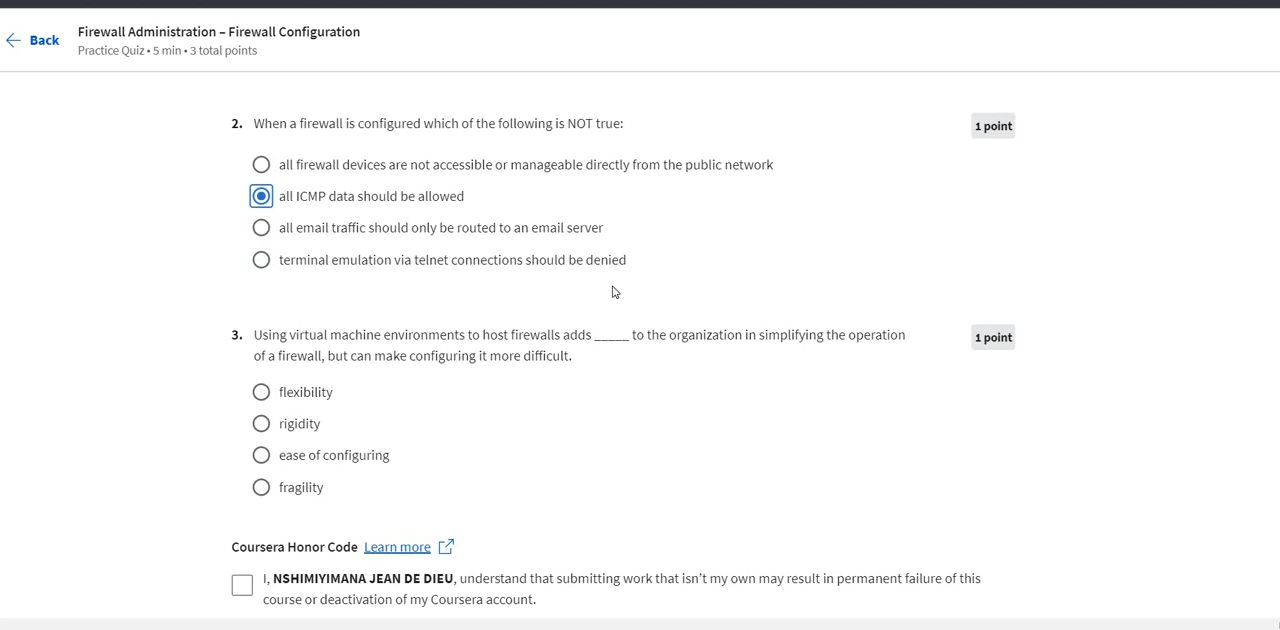 Back
Firewall Administration – Firewall Configuration
Practice Quiz • 5 min • 3 total points
2. When a firewall is configured which of the following is NOT true:
1 point
all firewall devices are not accessible or manageable directly from the public network
all ICMP data should be allowed
all email traffic should only be routed to an email server
terminal emulation via telnet connections should be denied
3. Using virtual machine environments to host firewalls adds _____ to the organization in simplifying the operation
of a firewall, but can make configuring it more difficult.
1 point
flexibility
rigidity
ease of configuring
fragility
Coursera Honor Code Learn more
I, NSHIMIYIMANA JEAN DE DIEU, understand that submitting work that isn’t my own may result in permanent failure of this
course or deactivation of my Coursera account.